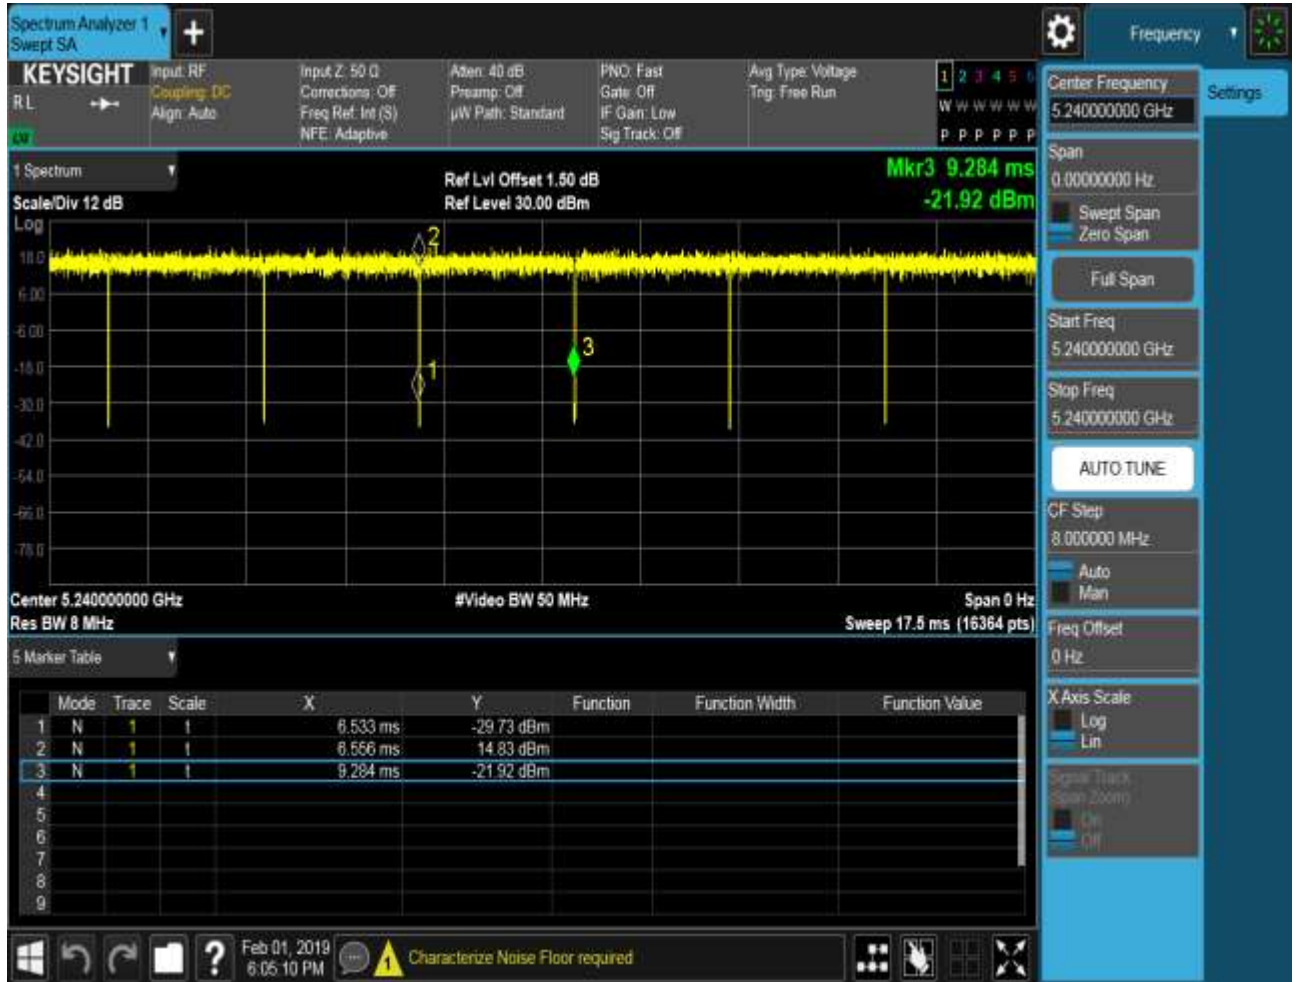 Spectrum Analyzer 1
Swept SA
+
Frequency
KEYSIGHT
RL
Input: RF
Coupling: DC
Align: Auto
Input Z: 50 Ω
Corrections: Off
Freq Ref: Int (S)
NFE: Adaptive
Atten: 40 dB
Preamp: Off
µW Path: Standard
PNO: Fast
Gate: Off
IF Gain: Low
Sig Track: Off
Avg Type: Voltage
Trig: Free Run
1 2 3 4 5 6
W W W W W W
P P P P P P
Center Frequency
5.240000000 GHz
Settings
Span
0.00000000 Hz
Swept Span
Zero Span
Full Span
Start Freq
5.240000000 GHz
Stop Freq
5.240000000 GHz
AUTO TUNE
CF Step
8.000000 MHz
Auto
Man
Freq Offset
0 Hz
X Axis Scale
Log
Lin
Signal Track
(Span Zoom)
On
Off
1 Spectrum
Scale/Div 12 dB
Ref Lvl Offset 1.50 dB
Ref Level 30.00 dBm
Mkr3 9.284 ms
-21.92 dBm
Log
18.0
6.00
-6.00
-18.0
-30.0
-42.0
-54.0
-66.0
-78.0
2
1
3
Center 5.240000000 GHz
#Video BW 50 MHz
Span 0 Hz
Res BW 8 MHz
Sweep 17.5 ms (16364 pts)
5 Marker Table
Mode Trace Scale X Y Function Function Width Function Value
1 N 1 t 6.533 ms -29.73 dBm
2 N 1 t 6.556 ms 14.83 dBm
3 N 1 t 9.284 ms -21.92 dBm
4
5
6
7
8
9
?
Feb 01, 2019
6:05:10 PM
1
Characterize Noise Floor required